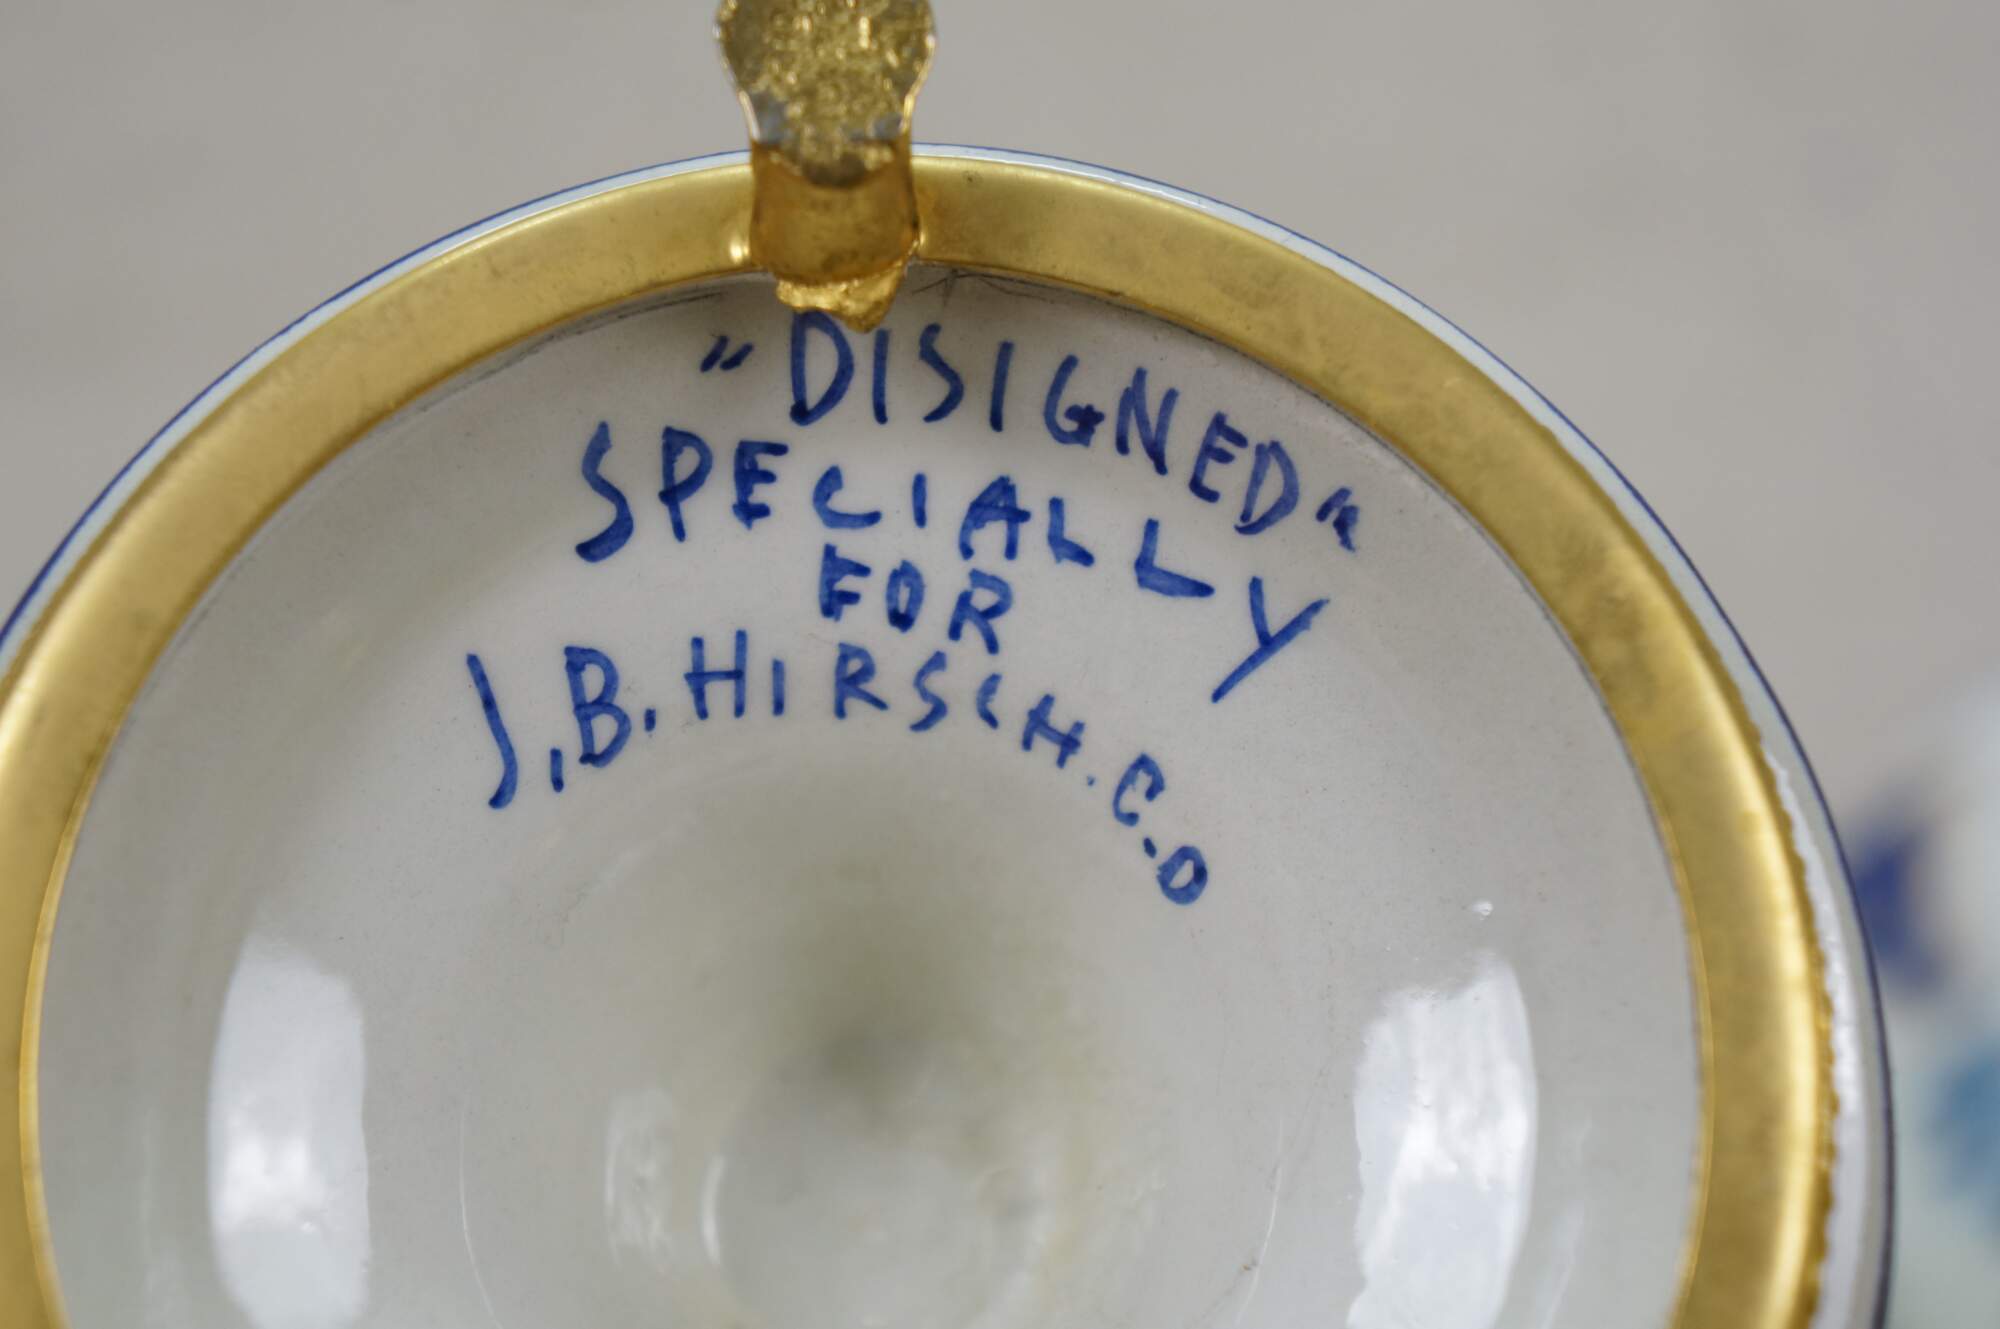 "DISIGNED"
SPECIALLY
FOR
J.B. HIRSCH. C.O